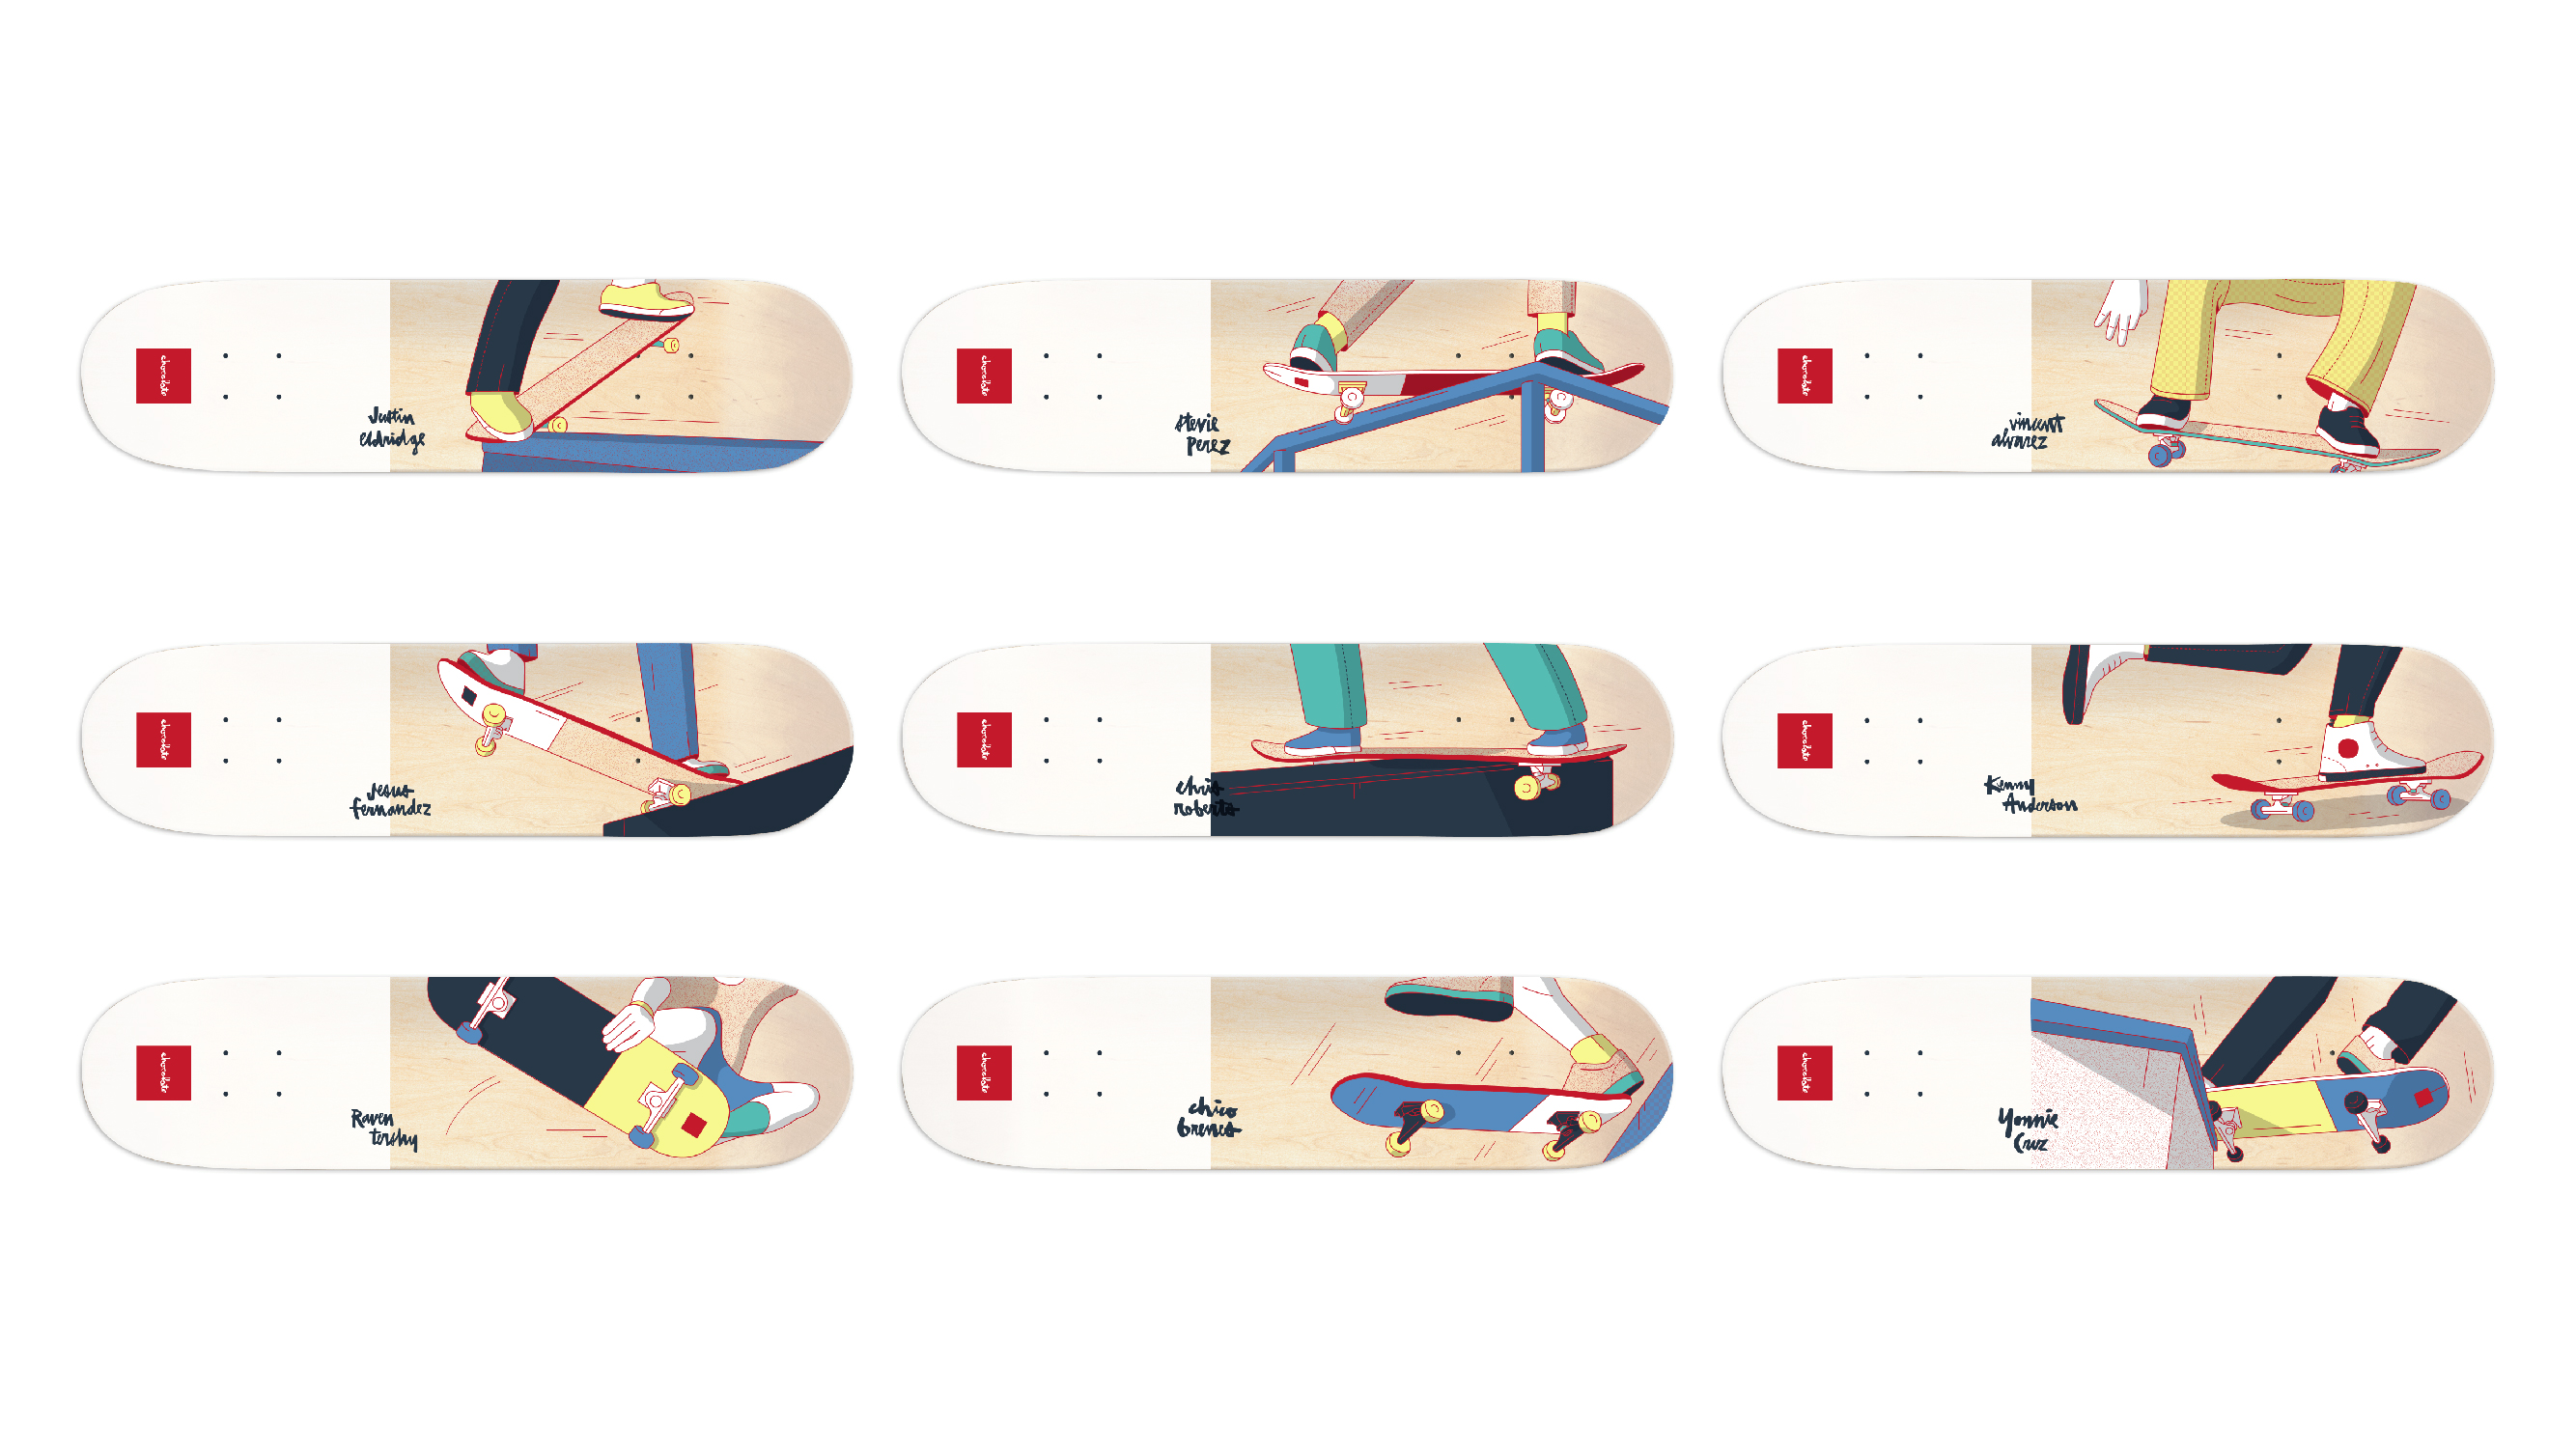 chocolate
Justin
eldridge
chocolate
stevie
perez
chocolate
vincent
alvarez
chocolate
jesus
fernandez
chocolate
chris
roberts
chocolate
Kenny
Anderson
chocolate
Raven
tershy
chocolate
chico
brenes
chocolate
Yonnie
Cruz